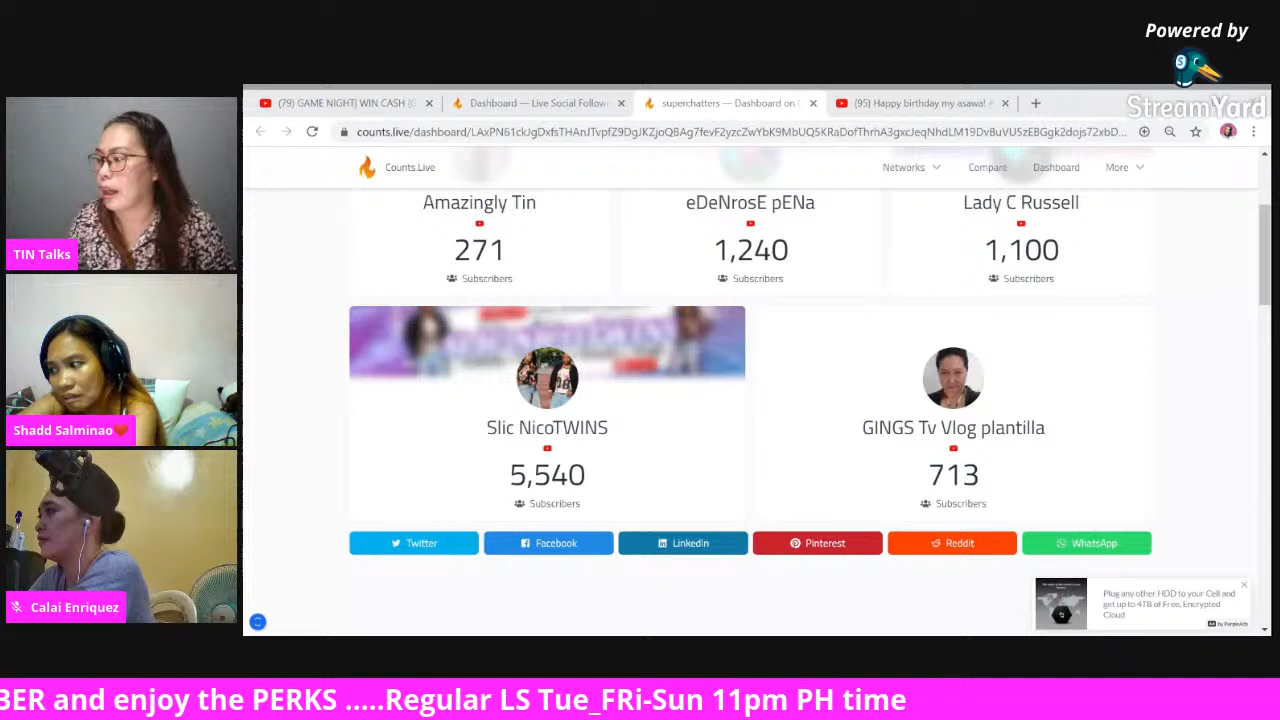 Powered by
StreamYard
(79) GAME NIGHT| WIN CASH
Dashboard — Live Social Follow
superchatters — Dashboard on
(95) Happy birthday my asawa!
counts.live/dashboard/
Counts.Live
Networks
Compare
Dashboard
More
Amazingly Tin
eDeNrosE pENa
Lady C Russell
271
1,240
1,100
Subscribers
Subscribers
Subscribers
Slic NicoTWINS
GINGS Tv Vlog plantilla
5,540
713
Subscribers
Subscribers
Twitter
Facebook
LinkedIn
Pinterest
Reddit
WhatsApp
Plug any other HDD to your Cell and
get up to 4TB of Free, Encrypted
Cloud
Ad by PurpleAds
TIN Talks
Shadd Salminao❤️
Calai Enriquez
BER and enjoy the PERKS .....Regular LS Tue_FRi-Sun 11pm PH time